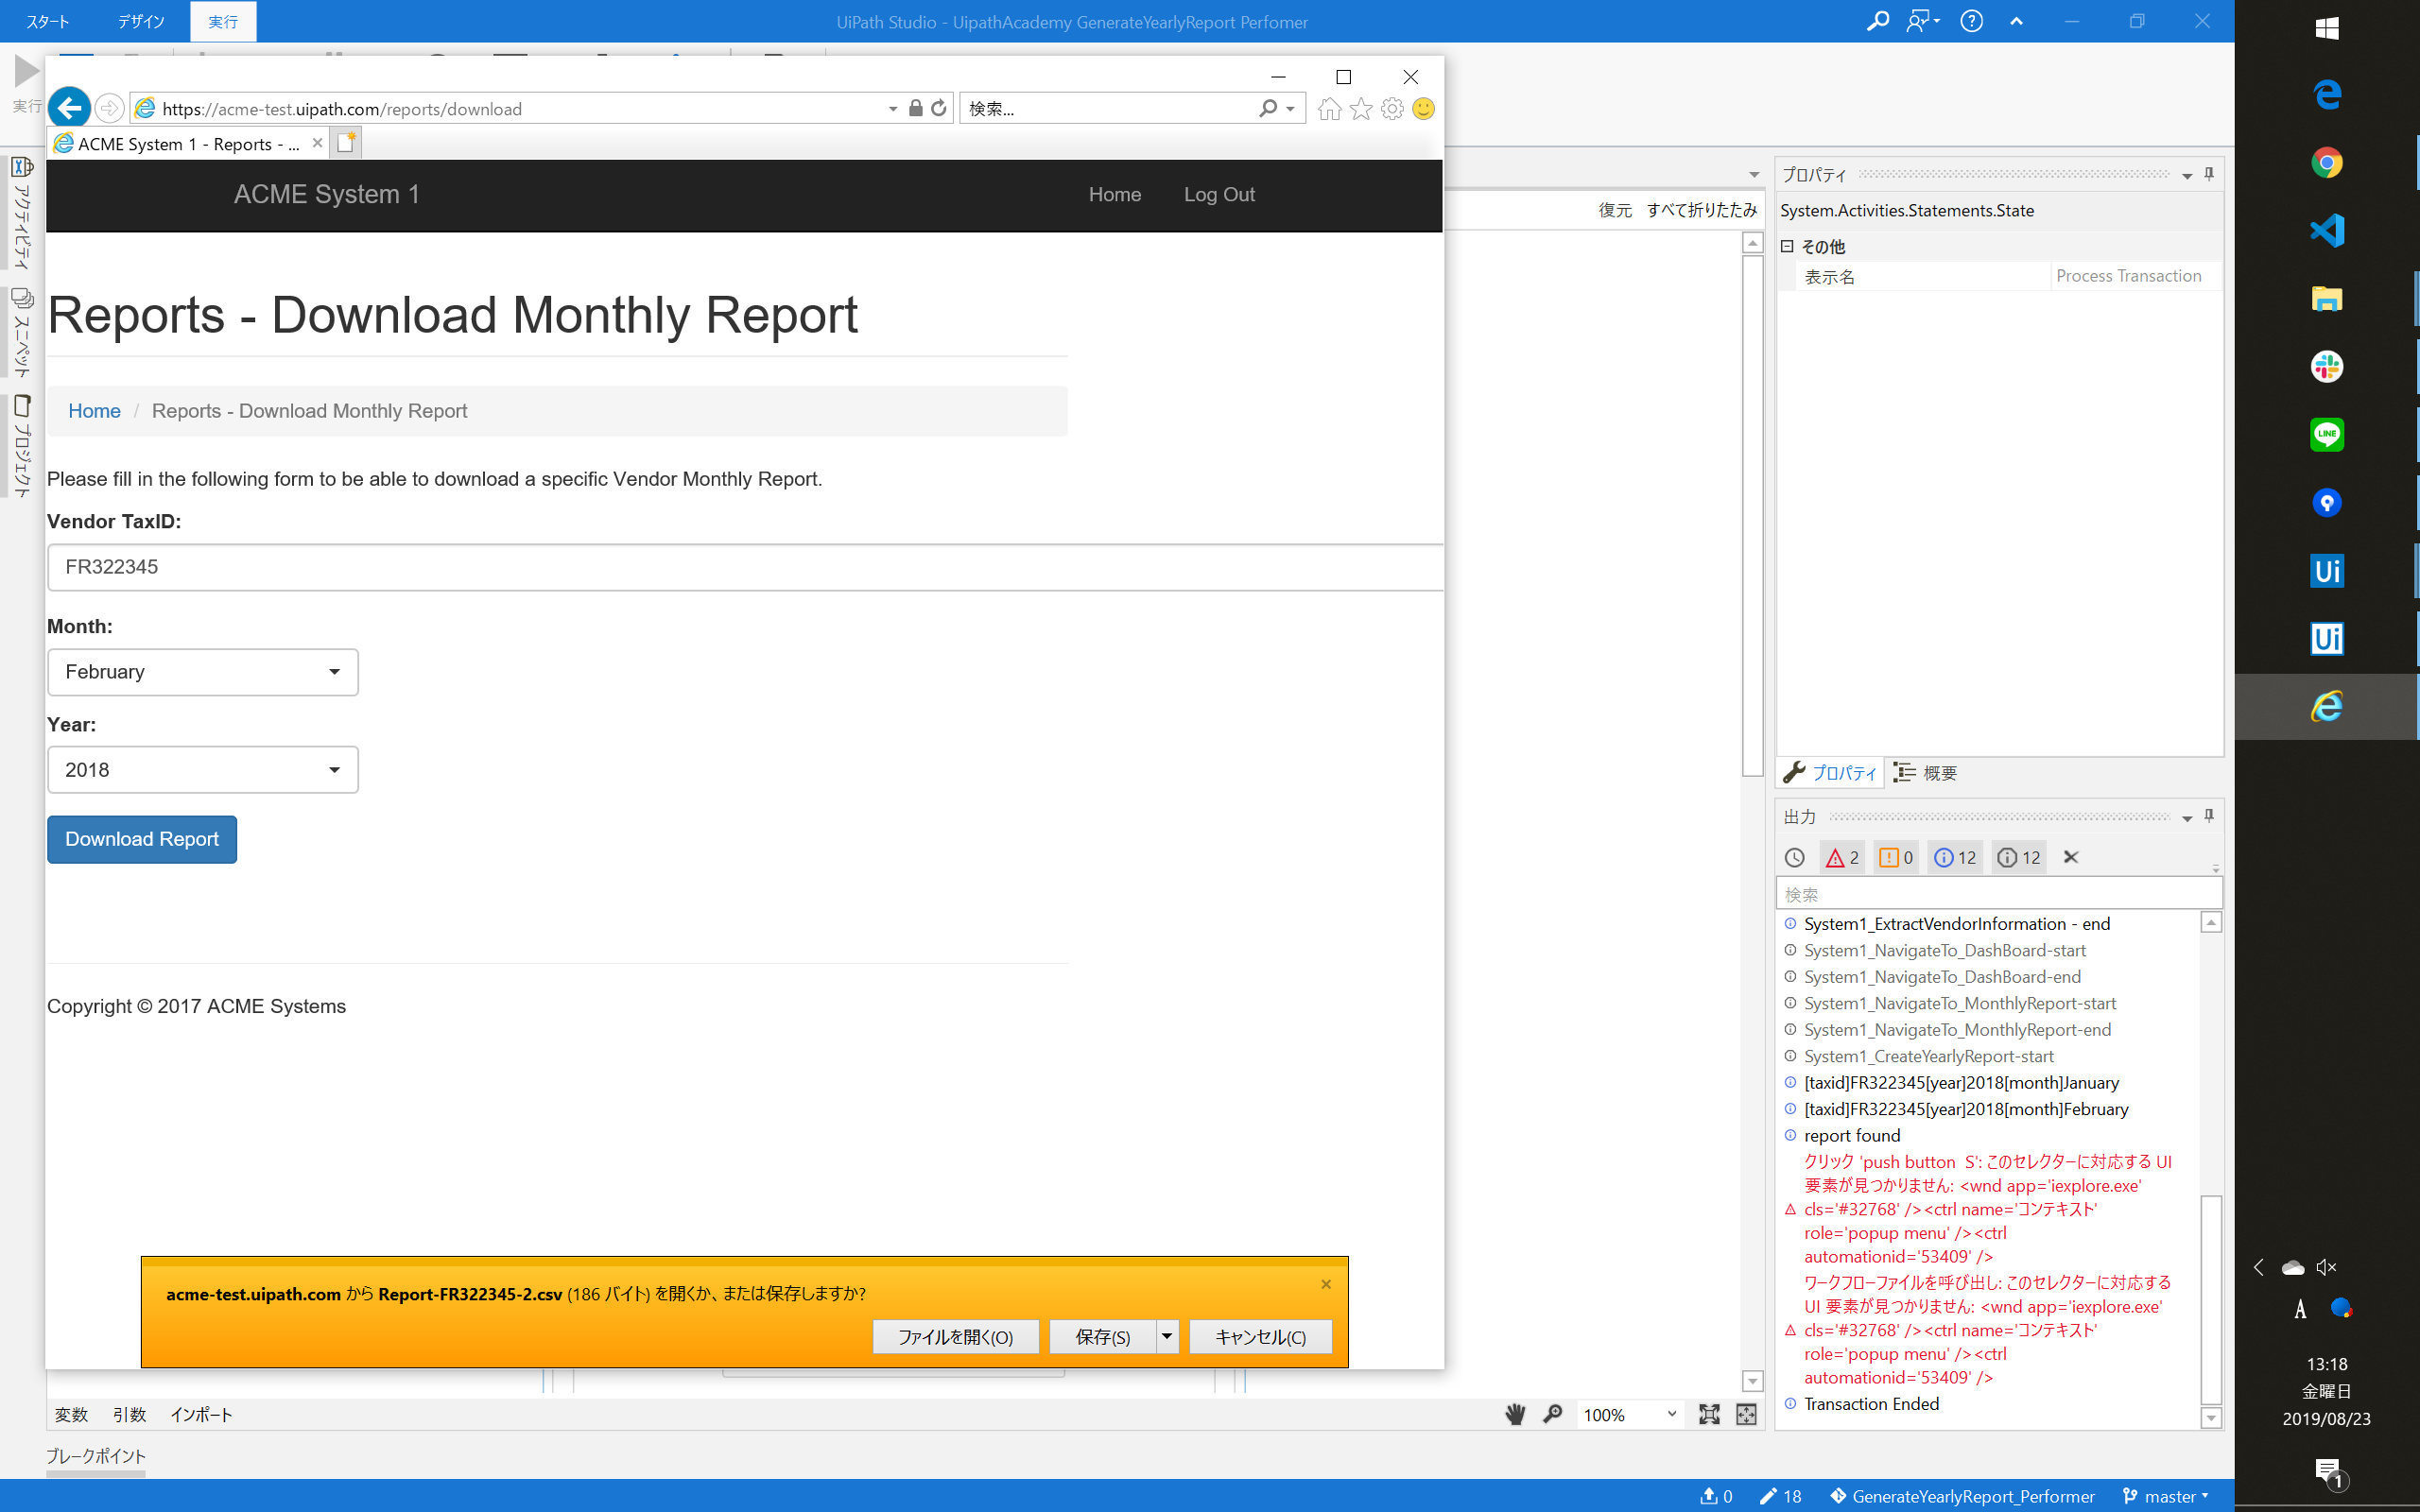 スタート デザイン 実行 UiPath Studio - UipathAcademy GenerateYearlyReport Perfomer
実行
https://acme-test.uipath.com/reports/download 検索...
ACME System 1 - Reports - ...
アクティビティ
スニペット
プロジェクト
ACME System 1 Home Log Out
Reports - Download Monthly Report
Home / Reports - Download Monthly Report
Please fill in the following form to be able to download a specific Vendor Monthly Report.
Vendor TaxID:
FR322345
Month:
February
Year:
2018
Download Report
Copyright © 2017 ACME Systems
acme-test.uipath.com から Report-FR322345-2.csv (186 バイト) を開くか、または保存しますか?
ファイルを開く(O) 保存(S) キャンセル(C)
復元 すべて折りたたみ
変数 引数 インポート 100%
ブレークポイント
プロパティ
System.Activities.Statements.State
その他
表示名 Process Transaction
プロパティ 概要
出力
2 0 12 12
検索
System1_ExtractVendorInformation - end
System1_NavigateTo_DashBoard-start
System1_NavigateTo_DashBoard-end
System1_NavigateTo_MonthlyReport-start
System1_NavigateTo_MonthlyReport-end
System1_CreateYearlyReport-start
[taxid]FR322345[year]2018[month]January
[taxid]FR322345[year]2018[month]February
report found
クリック 'push button  S': このセレクターに対応する UI
要素が見つかりません: <wnd app='iexplore.exe'
cls='#32768' /><ctrl name='コンテキスト'
role='popup menu' /><ctrl
automationid='53409' />
ワークフローファイルを呼び出し: このセレクターに対応する
UI 要素が見つかりません: <wnd app='iexplore.exe'
cls='#32768' /><ctrl name='コンテキスト'
role='popup menu' /><ctrl
automationid='53409' />
Transaction Ended
0 18 GenerateYearlyReport_Performer master
LINE
Ui
Ui
A
13:18
金曜日
2019/08/23
1